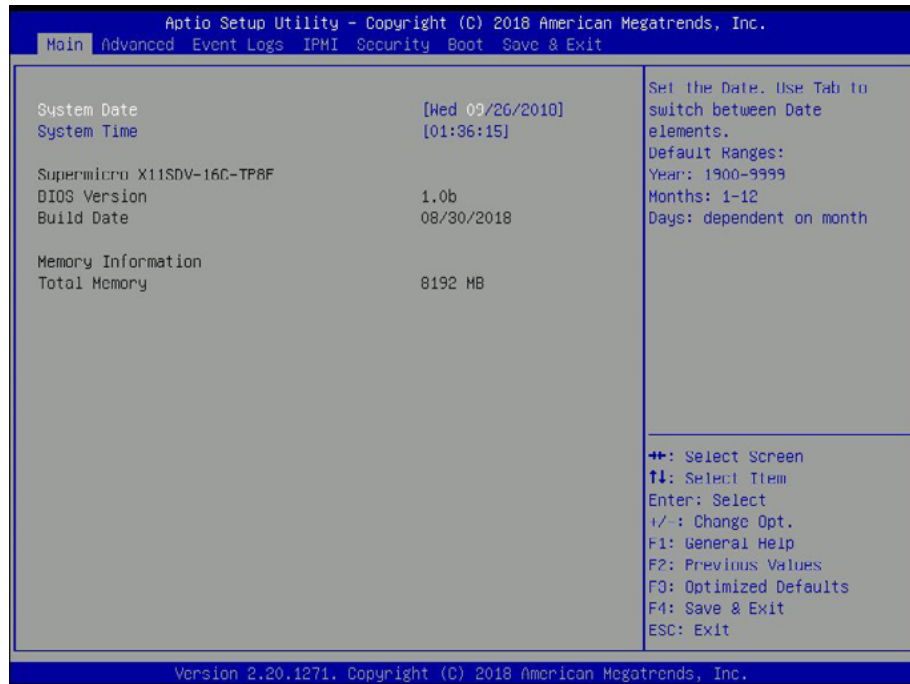 Aptio Setup Utility – Copyright (C) 2018 American Megatrends, Inc.
Main Advanced Event Logs IPMI Security Boot Save & Exit
System Date [Wed 09/26/2018]
System Time [01:36:15]
Supermicro X11SDV-16C-TP8F
BIOS Version 1.0b
Build Date 08/30/2018
Memory Information
Total Memory 8192 MB
Set the Date. Use Tab to
switch between Date
elements.
Default Ranges:
Year: 1900-9999
Months: 1-12
Days: dependent on month
→←: Select Screen
↑↓: Select Item
Enter: Select
+/-: Change Opt.
F1: General Help
F2: Previous Values
F3: Optimized Defaults
F4: Save & Exit
ESC: Exit
Version 2.20.1271. Copyright (C) 2018 American Megatrends, Inc.